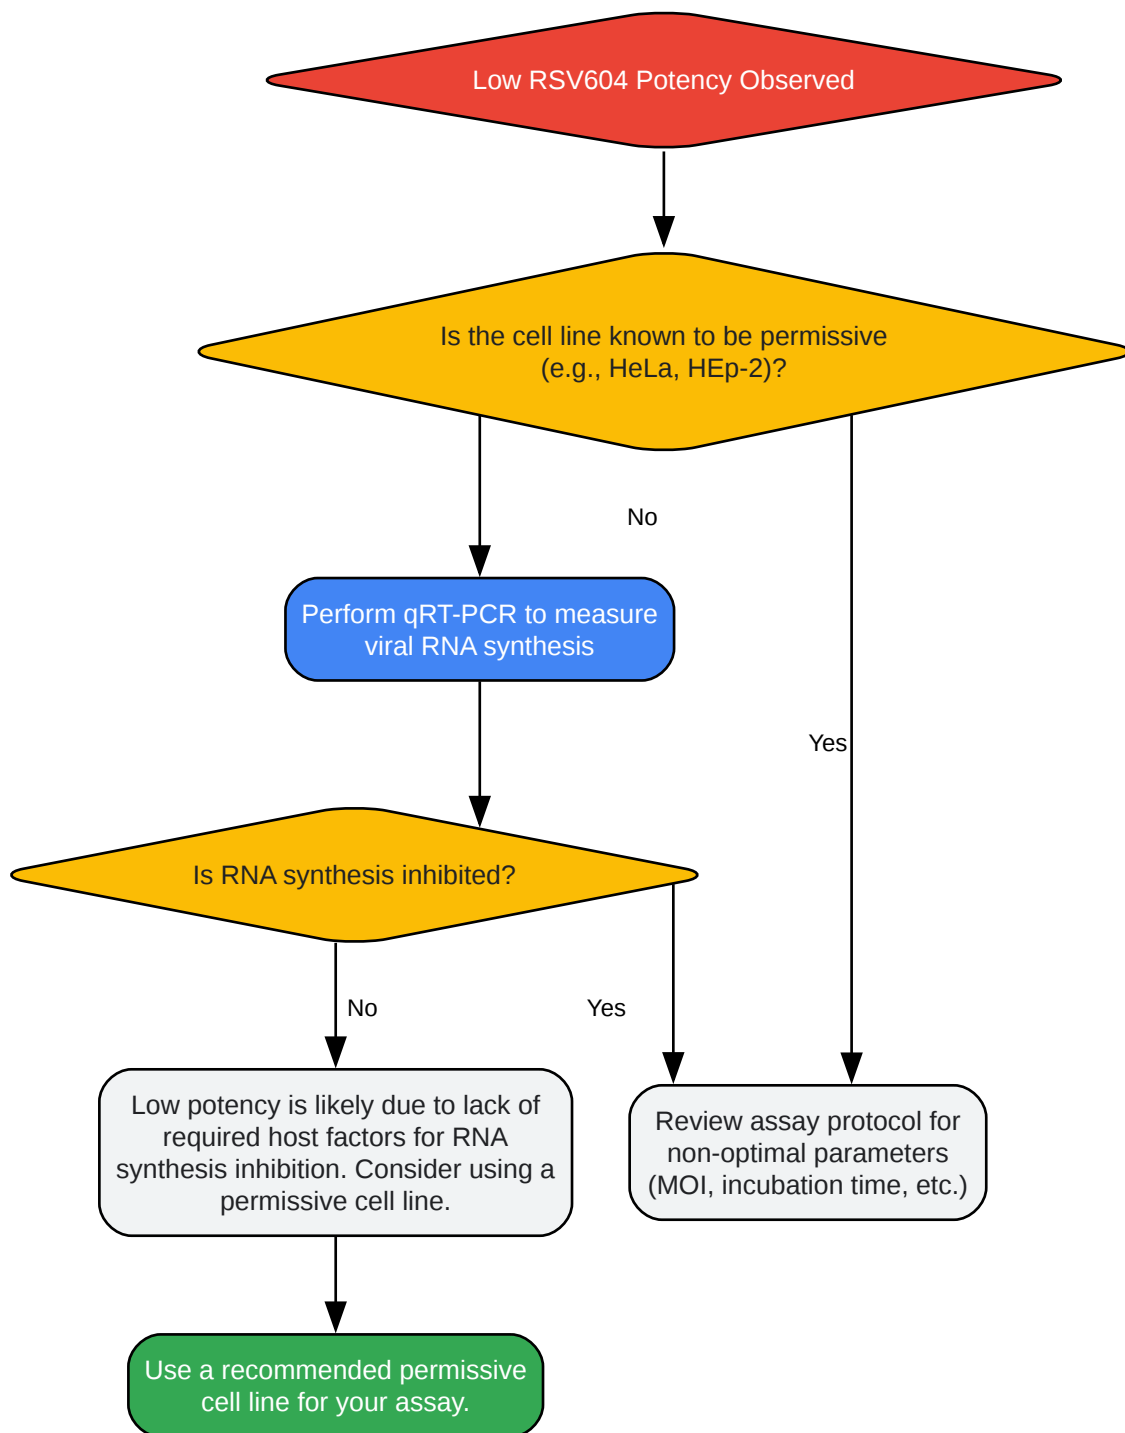 Low RSV604 Potency Observed
Is the cell line known to be permissive
(e.g., HeLa, HEp-2)?
No
Perform qRT-PCR to measure
viral RNA synthesis
Yes
Is RNA synthesis inhibited?
No
Yes
Low potency is likely due to lack of
required host factors for RNA
synthesis inhibition. Consider using a
permissive cell line.
Review assay protocol for
non-optimal parameters
(MOI, incubation time, etc.)
Use a recommended permissive
cell line for your assay.